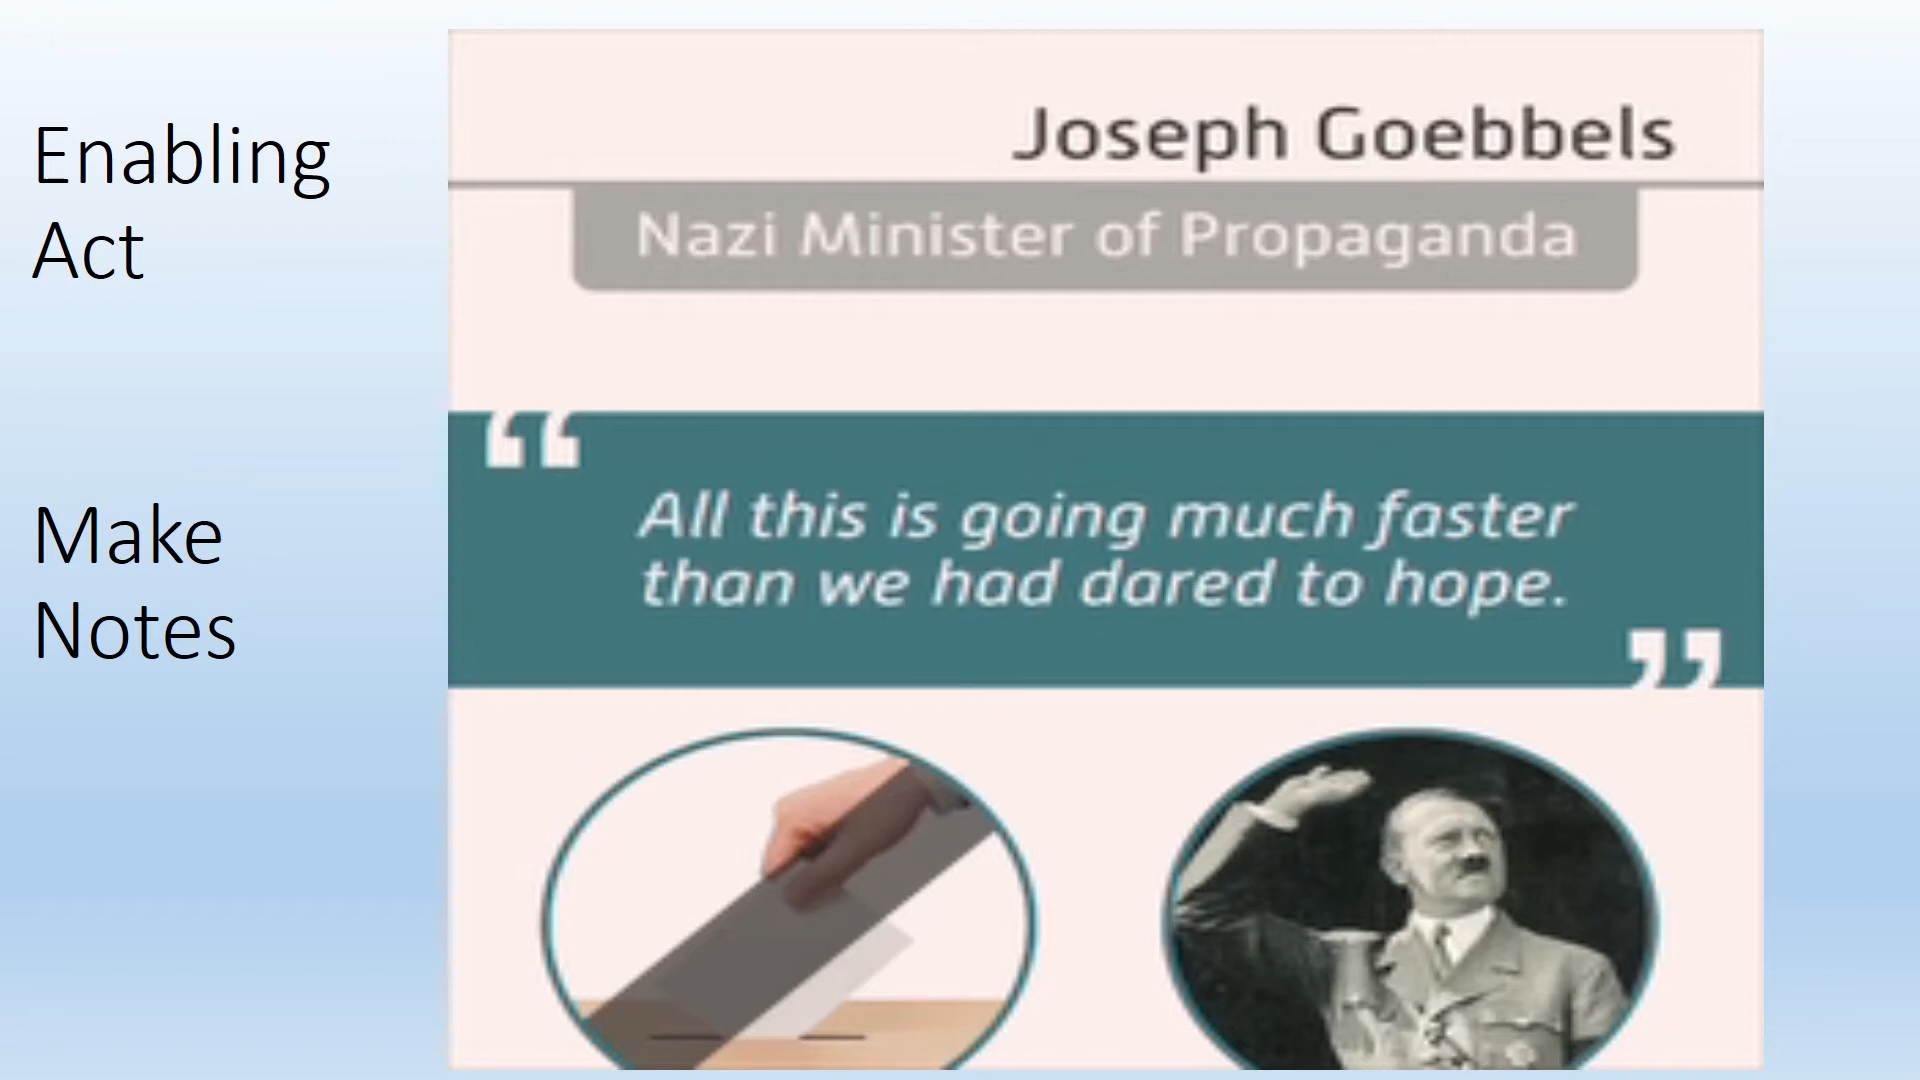 Enabling
Act
Make
Notes
Joseph Goebbels
Nazi Minister of Propaganda
“
All this is going much faster
than we had dared to hope.
”